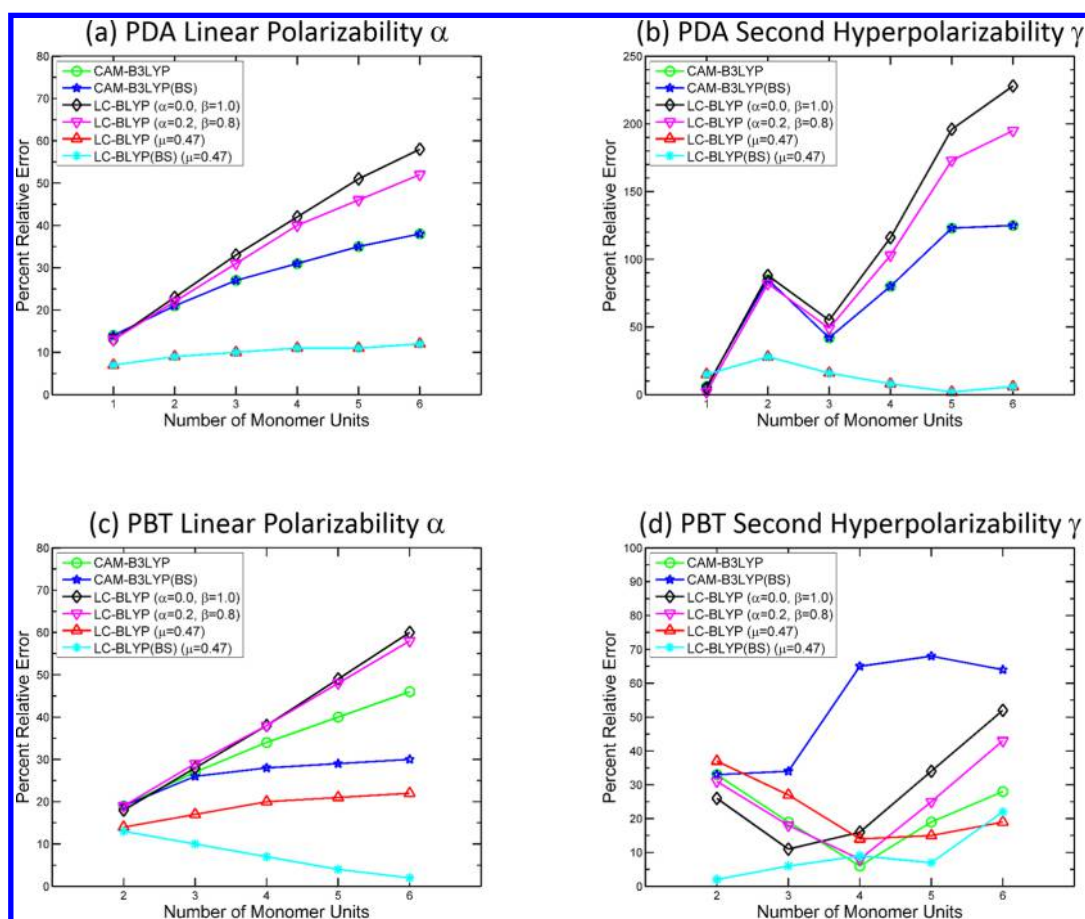 (a) PDA Linear Polarizability α
80
70
60
50
40
30
20
10
0
Percent Relative Error
CAM-B3LYP
CAM-B3LYP(BS)
LC-BLYP (α=0.0, β=1.0)
LC-BLYP (α=0.2, β=0.8)
LC-BLYP (μ=0.47)
LC-BLYP(BS) (μ=0.47)
1 2 3 4 5 6
Number of Monomer Units
(b) PDA Second Hyperpolarizability γ
250
200
150
100
50
0
Percent Relative Error
CAM-B3LYP
CAM-B3LYP(BS)
LC-BLYP (α=0.0, β=1.0)
LC-BLYP (α=0.2, β=0.8)
LC-BLYP (μ=0.47)
LC-BLYP(BS) (μ=0.47)
1 2 3 4 5 6
Number of Monomer Units
(c) PBT Linear Polarizability α
80
70
60
50
40
30
20
10
0
Percent Relative Error
CAM-B3LYP
CAM-B3LYP(BS)
LC-BLYP (α=0.0, β=1.0)
LC-BLYP (α=0.2, β=0.8)
LC-BLYP (μ=0.47)
LC-BLYP(BS) (μ=0.47)
2 3 4 5 6
Number of Monomer Units
(d) PBT Second Hyperpolarizability γ
100
90
80
70
60
50
40
30
20
10
0
Percent Relative Error
CAM-B3LYP
CAM-B3LYP(BS)
LC-BLYP (α=0.0, β=1.0)
LC-BLYP (α=0.2, β=0.8)
LC-BLYP (μ=0.47)
LC-BLYP(BS) (μ=0.47)
2 3 4 5 6
Number of Monomer Units